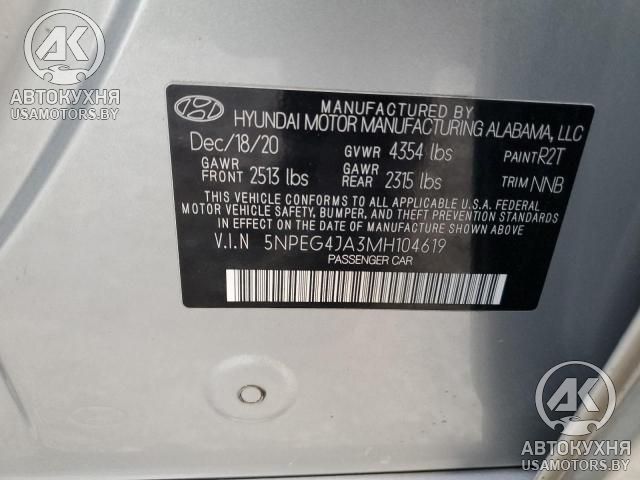 АВТОКУХНЯ
USAMOTORS.BY
MANUFACTURED BY
HYUNDAI MOTOR MANUFACTURING ALABAMA, LLC
Dec/18/20 GVWR 4354 lbs PAINT R2T
GAWR FRONT 2513 lbs GAWR REAR 2315 lbs TRIM NNB
THIS VEHICLE CONFORMS TO ALL APPLICABLE U.S.A. FEDERAL
MOTOR VEHICLE SAFETY, BUMPER, AND THEFT PREVENTION STANDARDS
IN EFFECT ON THE DATE OF MANUFACTURE SHOWN ABOVE
V.I.N 5NPEG4JA3MH104619
PASSENGER CAR
АК
АВТОКУХНЯ
USAMOTORS.BY